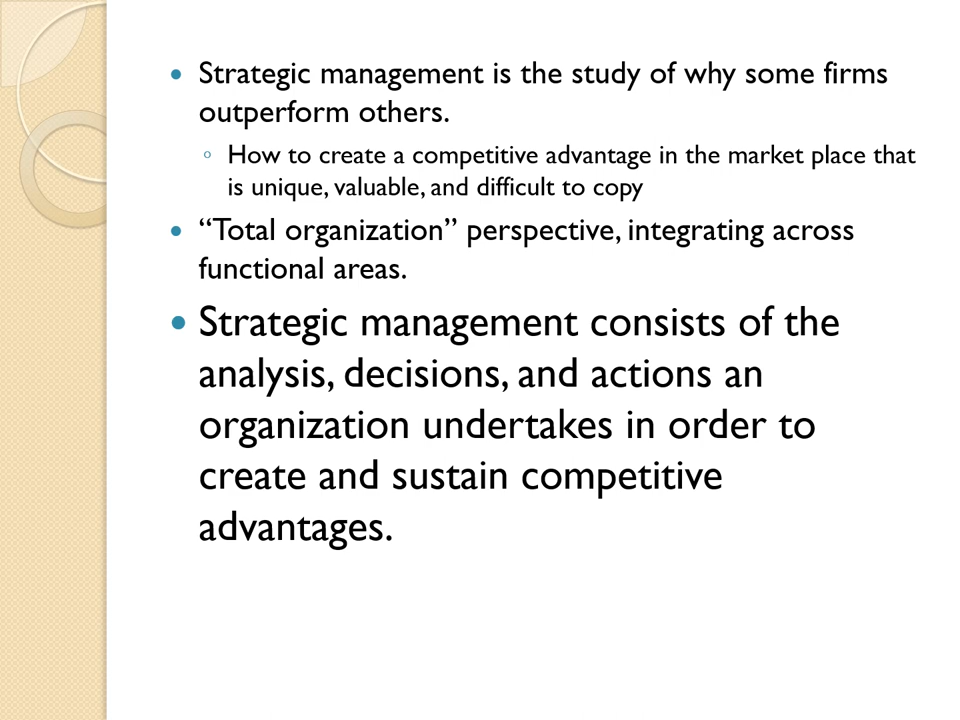 Strategic management is the study of why some firms
outperform others.
How to create a competitive advantage in the market place that
is unique, valuable, and difficult to copy
“Total organization” perspective, integrating across
functional areas.
Strategic management consists of the
analysis, decisions, and actions an
organization undertakes in order to
create and sustain competitive
advantages.